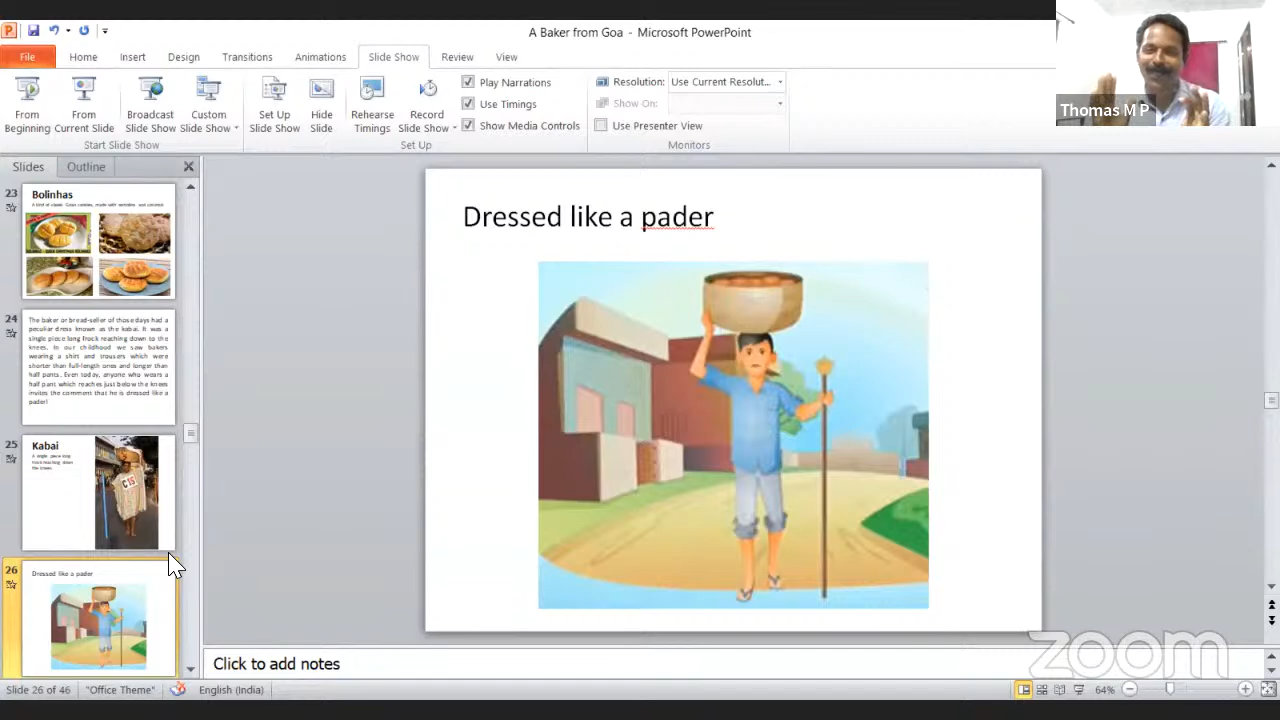 A Baker from Goa - Microsoft PowerPoint
File Home Insert Design Transitions Animations Slide Show Review View
From Beginning
From Current Slide
Broadcast Slide Show
Custom Slide Show
Start Slide Show
Set Up Slide Show
Hide Slide
Rehearse Timings
Record Slide Show
Play Narrations
Use Timings
Show Media Controls
Set Up
Resolution: Use Current Resolut...
Show On:
Use Presenter View
Monitors
Thomas M P
Slides Outline
23
Bolinhas
24
The baker or bread-seller of those days had a
peculiar dress known as the kabai. It was a
single piece long frock reaching down to the
knees. In our childhood we saw bakers
wearing a shirt and trousers which were
shorter than full-length ones and longer than
half pants. Even today, anyone who wears a
half pant which reaches just below the knees
invites the comment that he is dressed like a
pader!
25
Kabai
A single piece long
frock reaching down
the knees
26
Dressed like a pader
Dressed like a pader
Click to add notes
zoom
Slide 26 of 46 "Office Theme" English (India) 64%